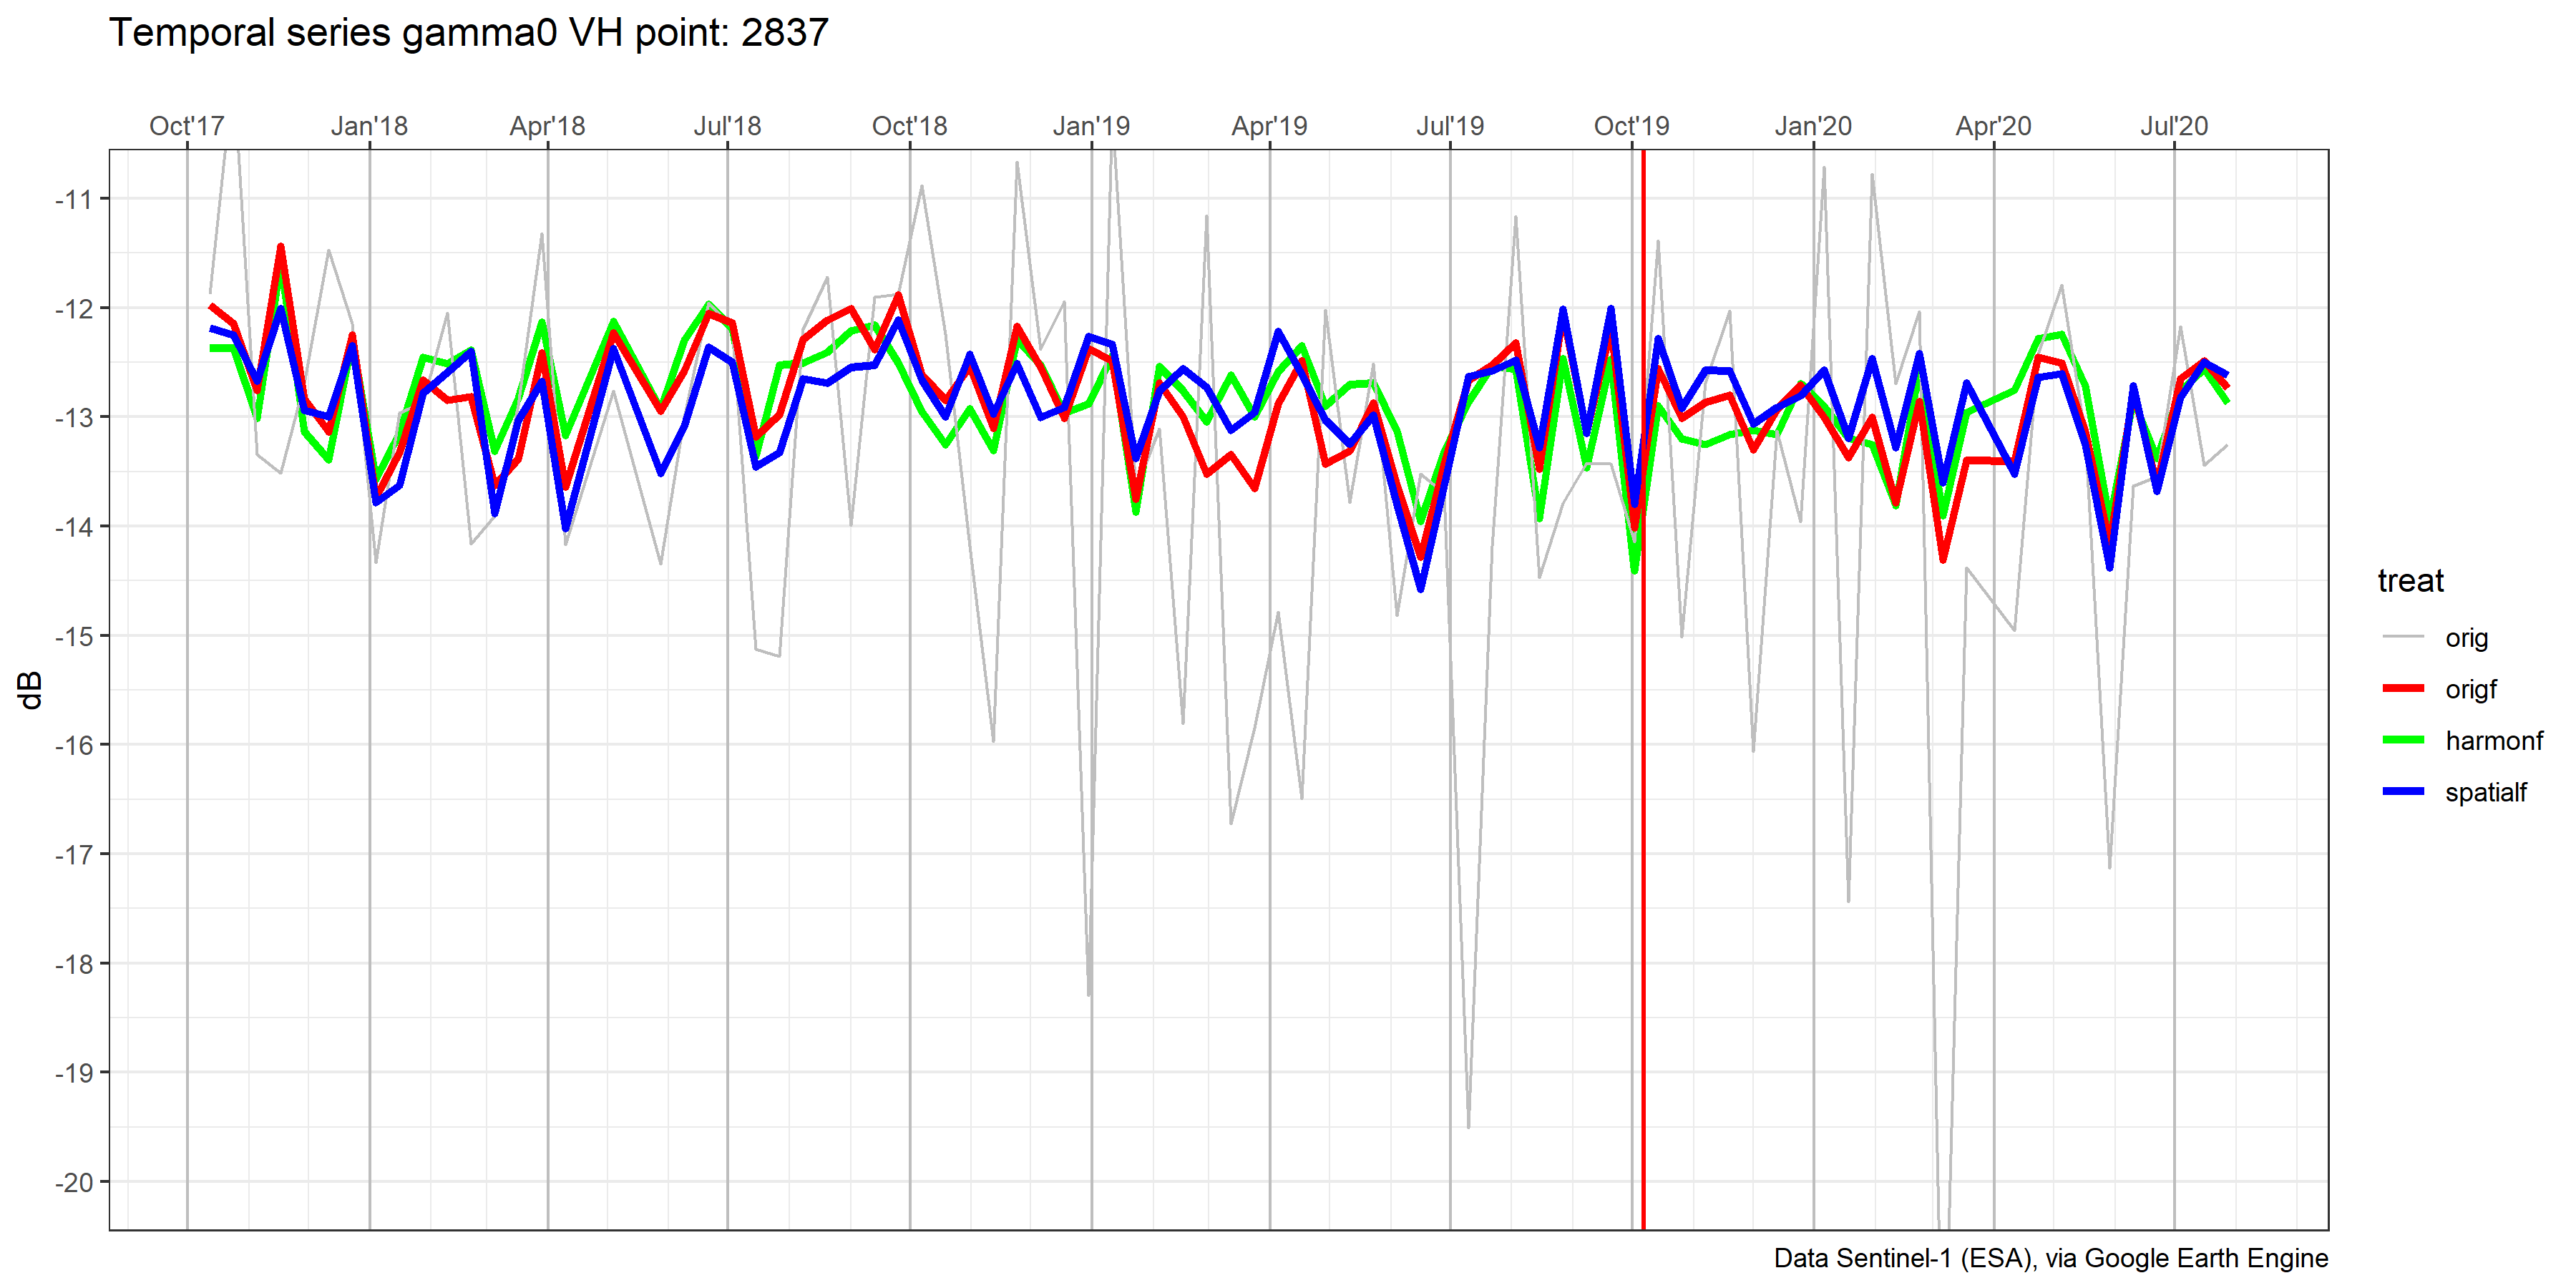 Temporal series gamma0 VH point: 2837
Oct'17 Jan'18 Apr'18 Jul'18 Oct'18 Jan'19 Apr'19 Jul'19 Oct'19 Jan'20 Apr'20 Jul'20
-11
-12
-13
-14
-15
-16
-17
-18
-19
-20
dB
treat
orig
origf
harmonf
spatialf
Data Sentinel-1 (ESA), via Google Earth Engine